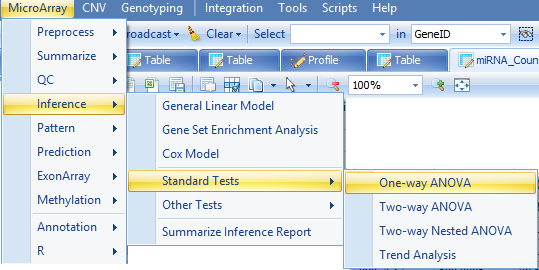 MicroArray CNV Genotyping Integration Tools Scripts Help
Preprocess
Summarize
QC
Inference
Pattern
Prediction
ExonArray
Methylation
Annotation
R
roadcast Clear Select in GeneID
Table Table Profile Table miRNA_Coun
100%
General Linear Model
Gene Set Enrichment Analysis
Cox Model
Standard Tests
Other Tests
Summarize Inference Report
One-way ANOVA
Two-way ANOVA
Two-way Nested ANOVA
Trend Analysis